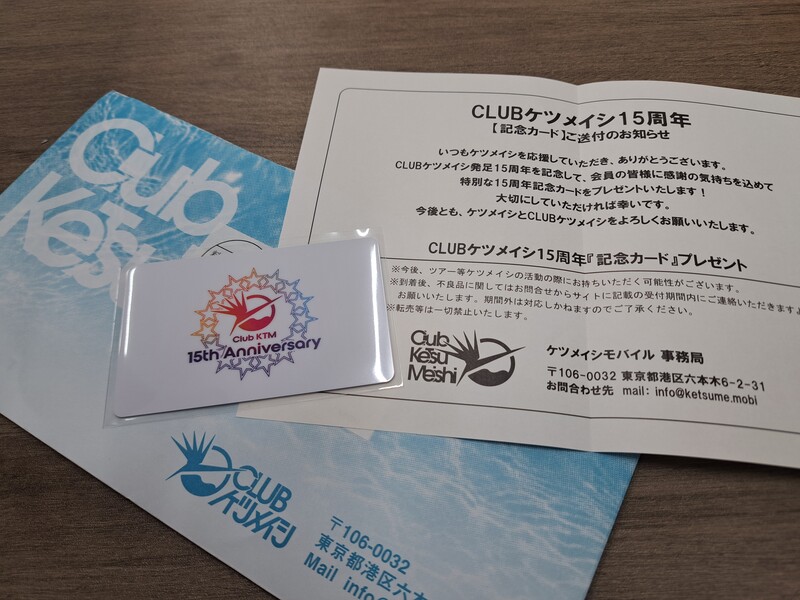 CLUBケツメイシ15周年
【記念カード】ご送付のお知らせ
いつもケツメイシを応援していただき、ありがとうございます。
CLUBケツメイシ発足15周年を記念して、会員の皆様に感謝の気持ちを込めて
特別な15周年記念カードをプレゼントいたします！
大切にしていただければ幸いです。
今後とも、ケツメイシとCLUBケツメイシをよろしくお願いいたします。
CLUBケツメイシ15周年『記念カード』プレゼント
※今後、ツアー等ケツメイシの活動の際にお持ちいただく可能性がございます。
※到着後、不良品に関してはお問合せからサイトに記載の受付期間内にご連絡いただきます
お願いいたします。期間外は対応しかねますのでご了承ください。
※転売等は一切禁止いたします。
Club
Ketsu
Meishi
ケツメイシモバイル 事務局
〒106-0032 東京都港区六本木6-2-31
お問合わせ先 mail: info@ketsume.mobi
Club
Ketsu
Club KTM
15th Anniversary
CLUB
ケツメイシ
〒106-0032
東京都港区六本
Mail info@